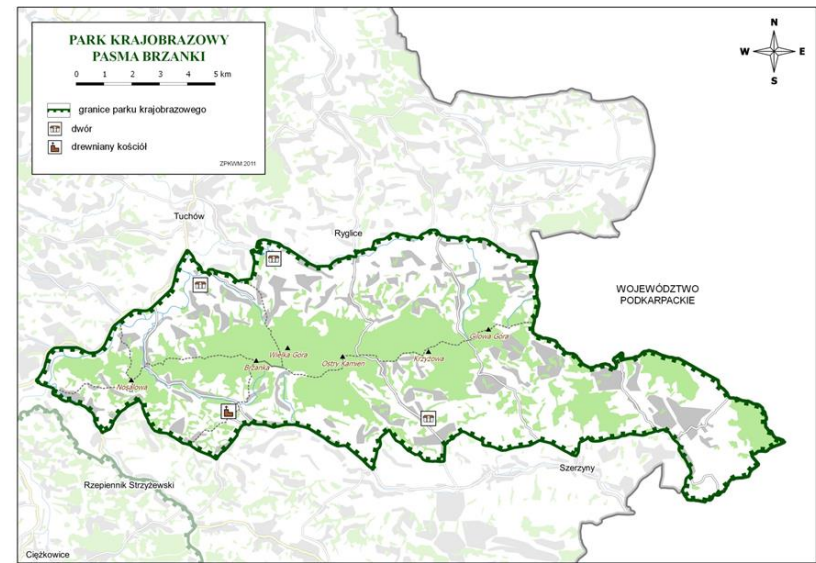 PARK KRAJOBRAZOWY
PASMA BRZANKI
0 1 2 3 4 5 km
granice parku krajobrazowego
dwór
drewniany kościół
ZPKWM 2011
N
W E
S
Tuchów
Ryglice
WOJEWÓDZTWO
PODKARPACKIE
Głowa Góra
Wielka Góra
Ostry Kamień
Krzyżowa
Brzanka
Nosalowa
Szerzyny
Rzepiennik Strzyżewski
Ciężkowice